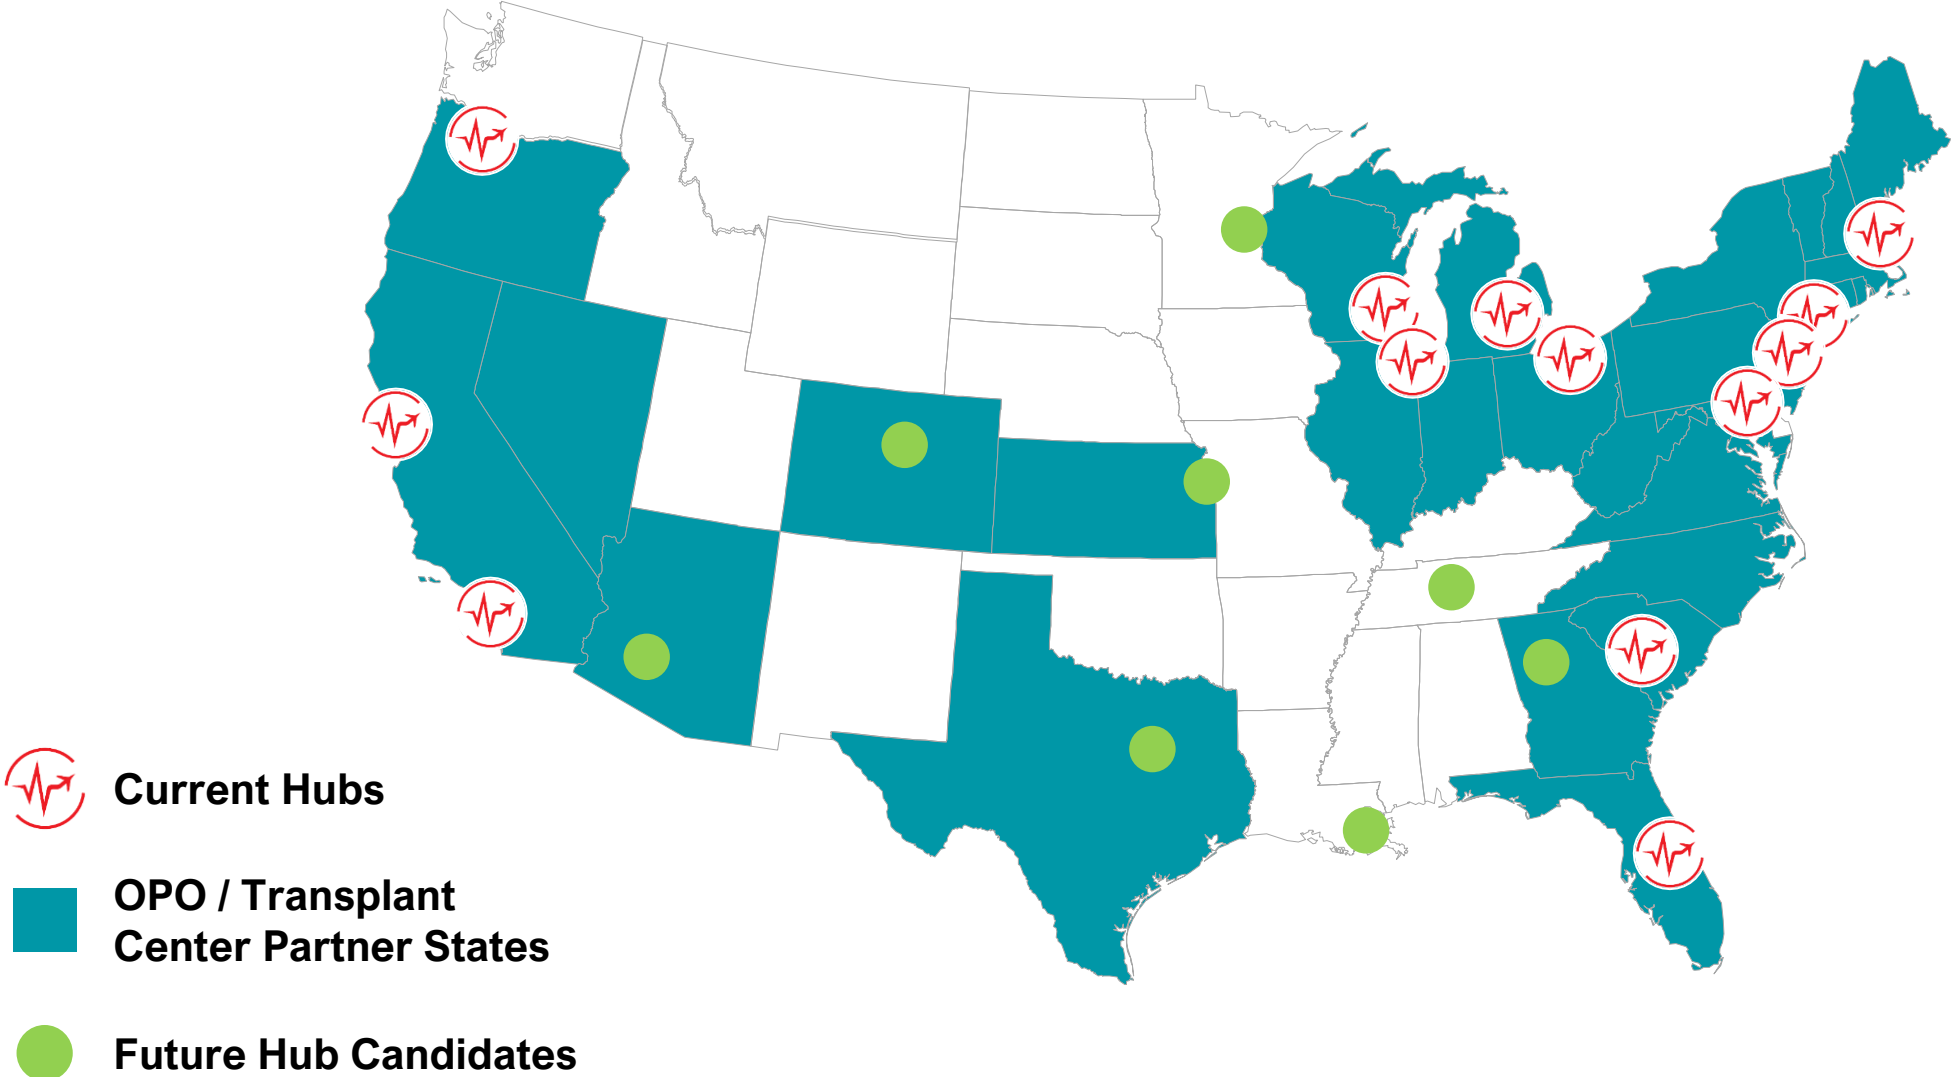 Current Hubs
OPO / Transplant
Center Partner States
Future Hub Candidates